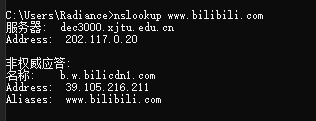 C:\Users\Radiance>nslookup www.bilibili.com
服务器:  dec3000.xjtu.edu.cn
Address:  202.117.0.20
非权威应答:
名称:    b.w.bilicdn1.com
Address:  39.105.216.211
Aliases:  www.bilibili.com